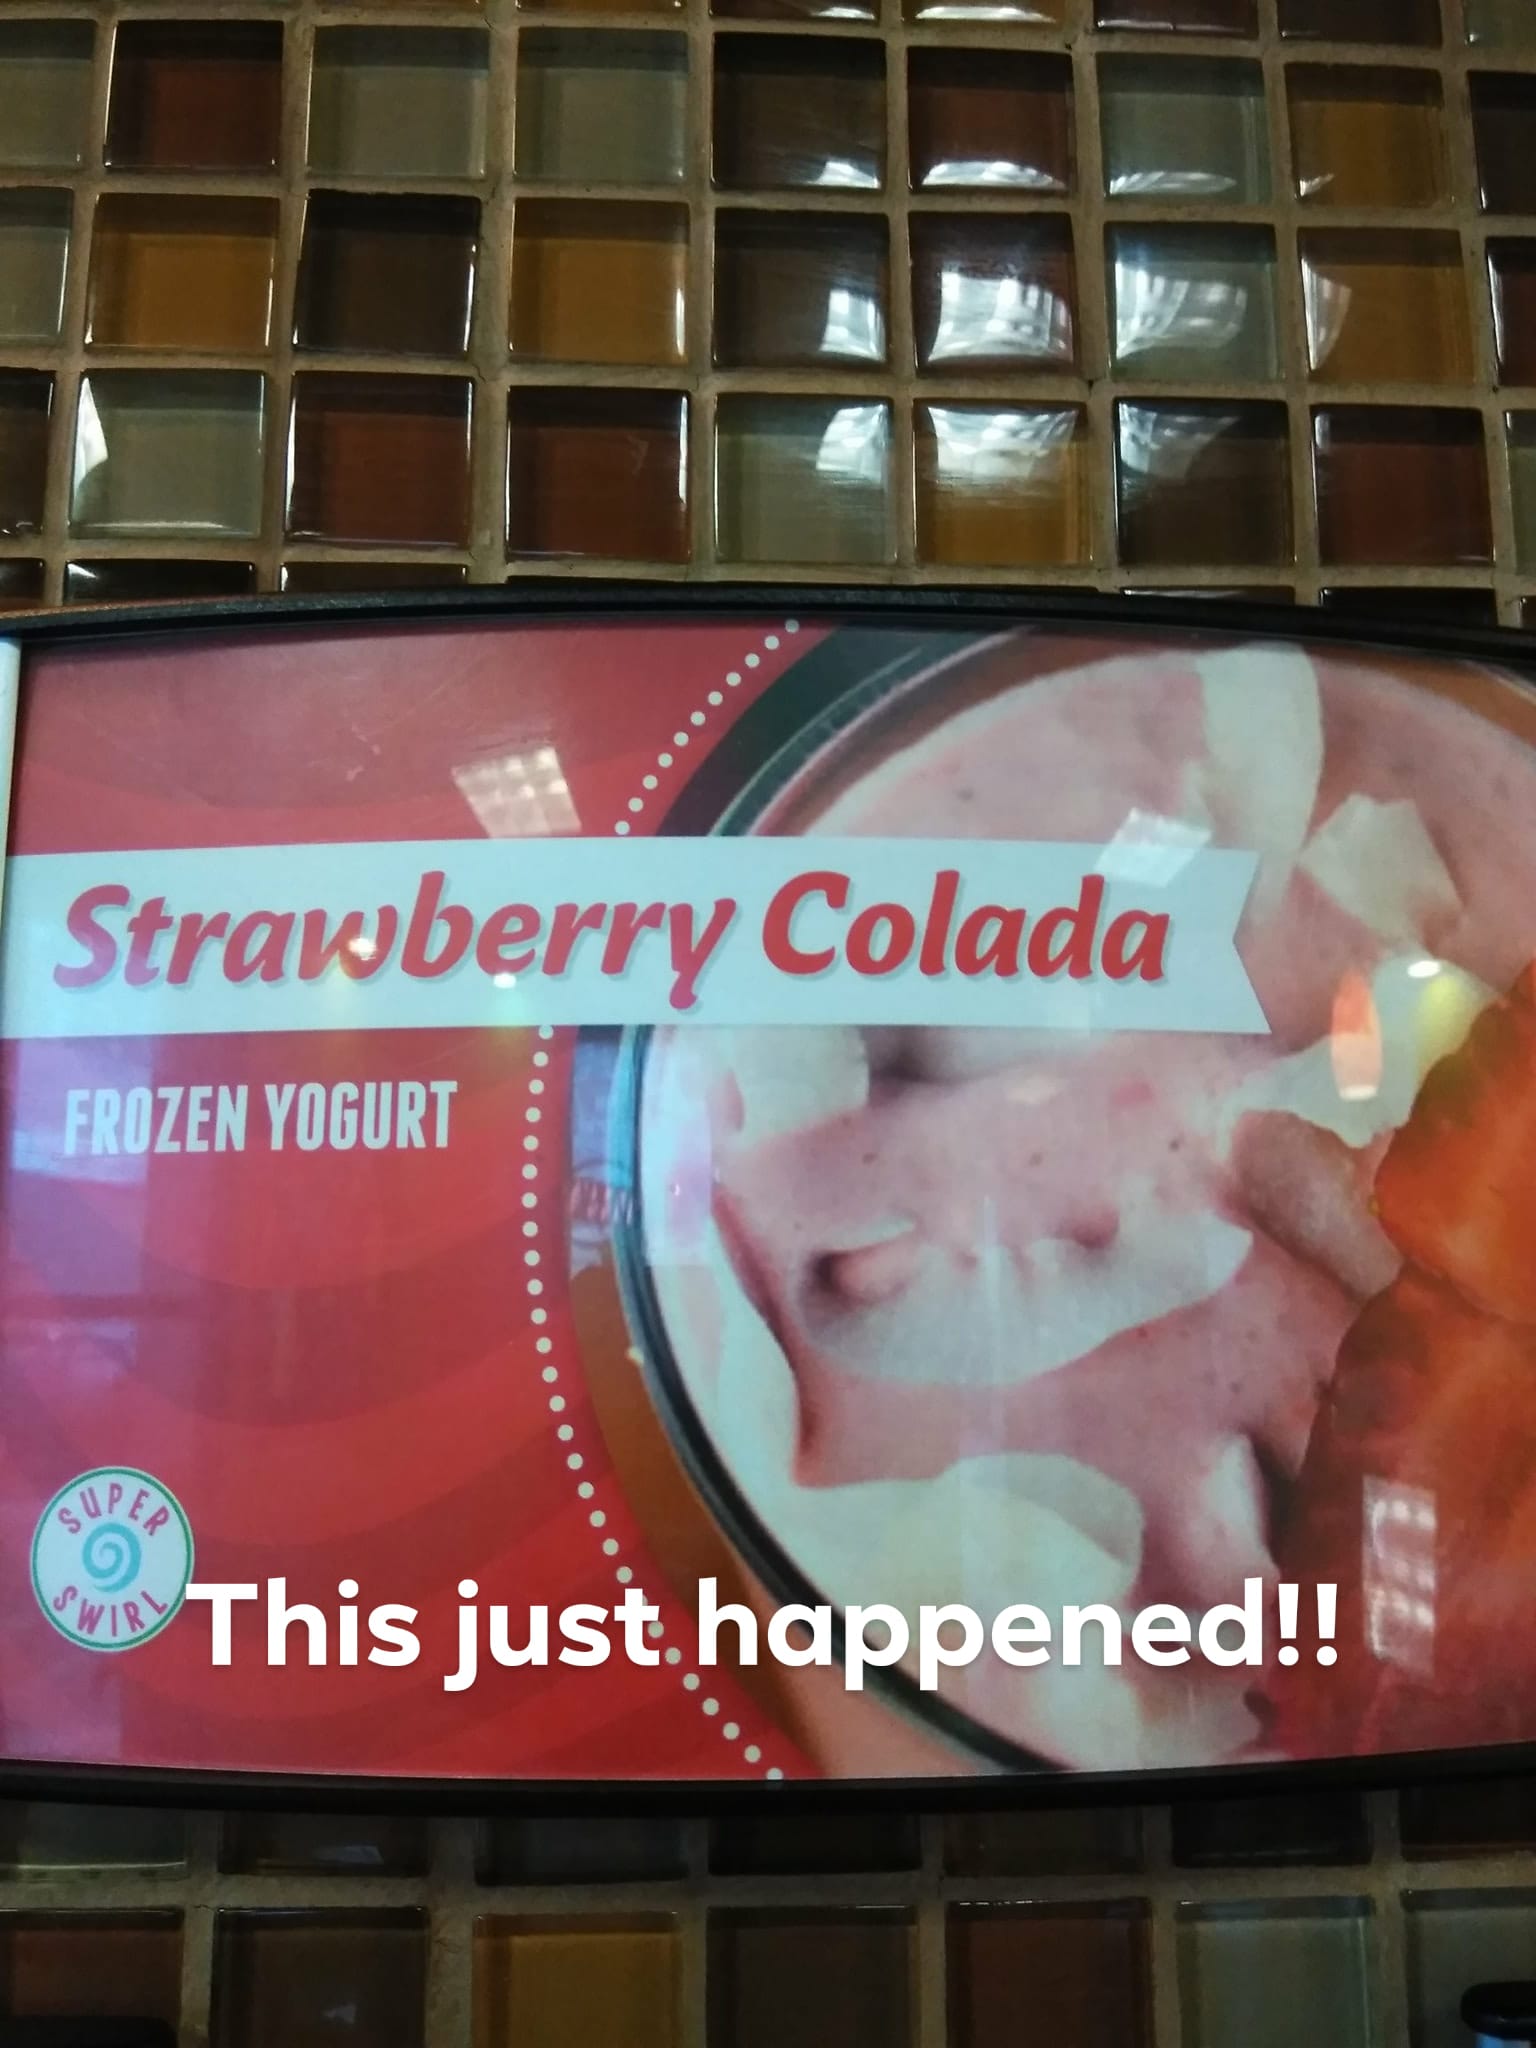 Strawberry Colada
FROZEN YOGURT
SUPER
SWIRL
This just happened!!